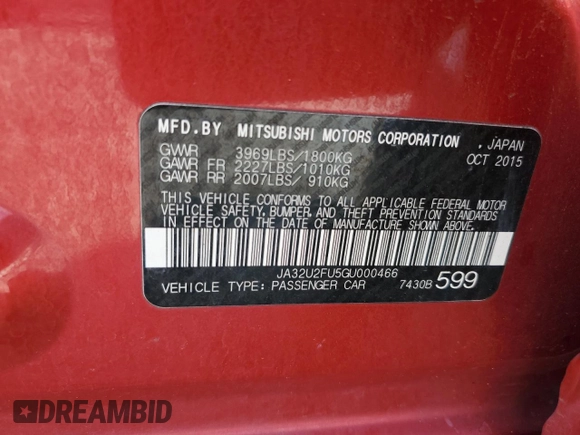 MFD.BY MITSUBISHI MOTORS CORPORATION , JAPAN
GVWR 3969LBS/1800KG OCT 2015
GAWR FR 2227LBS/1010KG
GAWR RR 2007LBS/ 910KG
THIS VEHICLE CONFORMS TO ALL APPLICABLE FEDERAL MOTOR
VEHICLE SAFETY, BUMPER, AND THEFT PREVENTION STANDARDS
IN EFFECT ON THE DATE OF MANUFACTURE SHOWN ABOVE.
JA32U2FU5GU000466
VEHICLE TYPE: PASSENGER CAR 7430B 599
DREAMBID